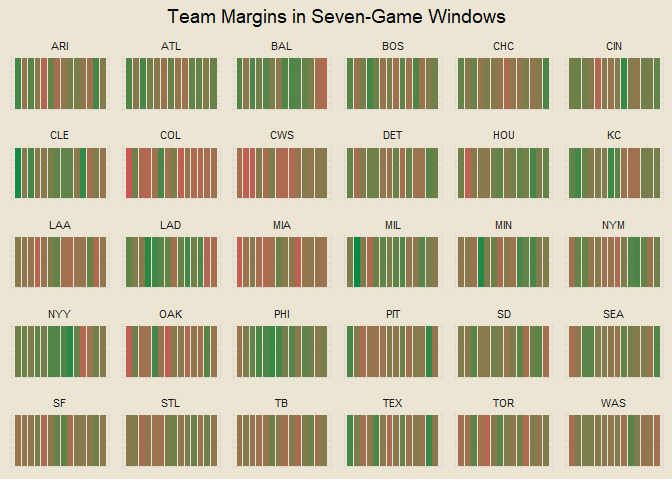 Team Margins in Seven-Game Windows
ARI ATL BAL BOS CHC CIN
CLE COL CWS DET HOU KC
LAA LAD MIA MIL MIN NYM
NYY OAK PHI PIT SD SEA
SF STL TB TEX TOR WAS